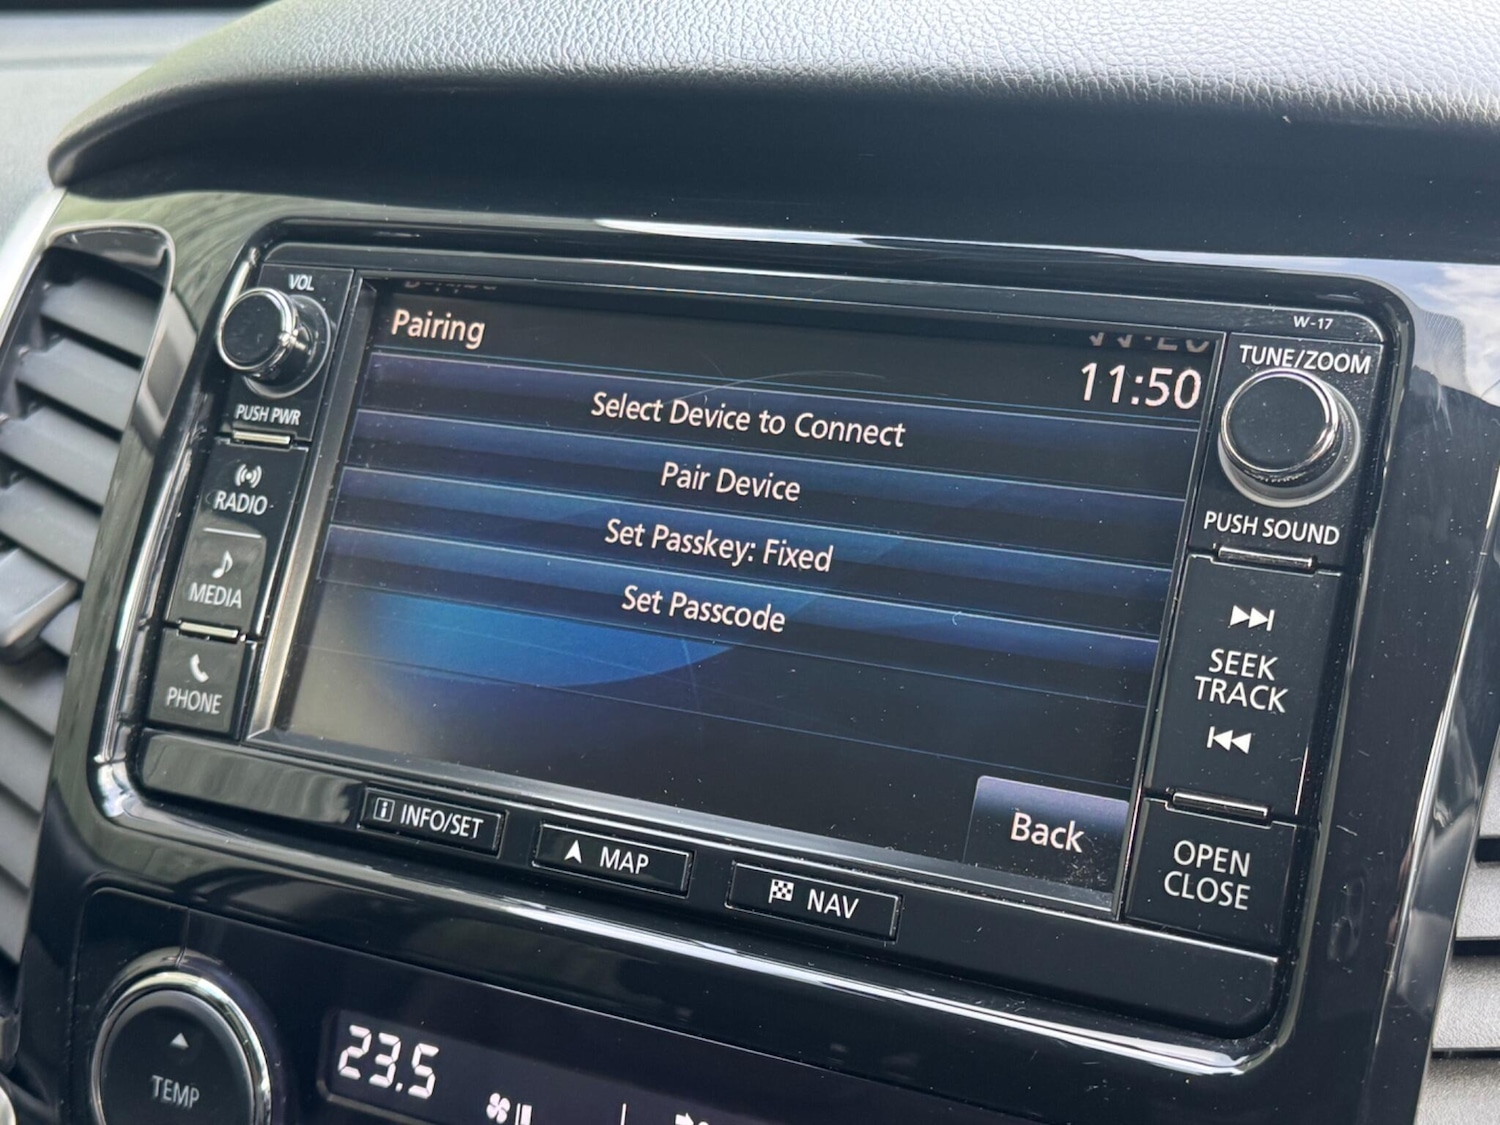 VOL
W-17
Pairing
TUNE/ZOOM
11:50
Select Device to Connect
PUSH PWR
Pair Device
RADIO
PUSH SOUND
Set Passkey: Fixed
MEDIA
Set Passcode
SEEK
TRACK
PHONE
INFO/SET
MAP
NAV
Back
OPEN
CLOSE
23.5
TEMP